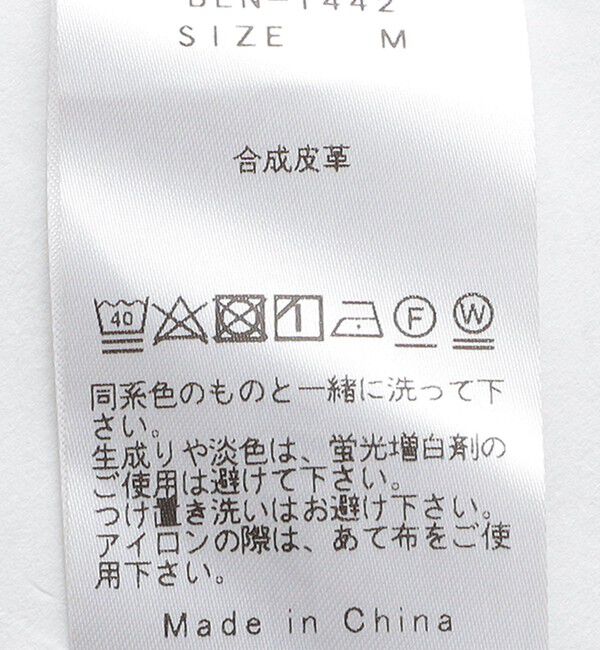 DEN-1442
SIZE M
合成皮革
40
F
W
同系色のものと一緒に洗って下
さい。
生成りや淡色は、蛍光増白剤の
ご使用は避けて下さい。
つけ置き洗いはお避け下さい。
アイロンの際は、あて布をご使
用下さい。
Made in China